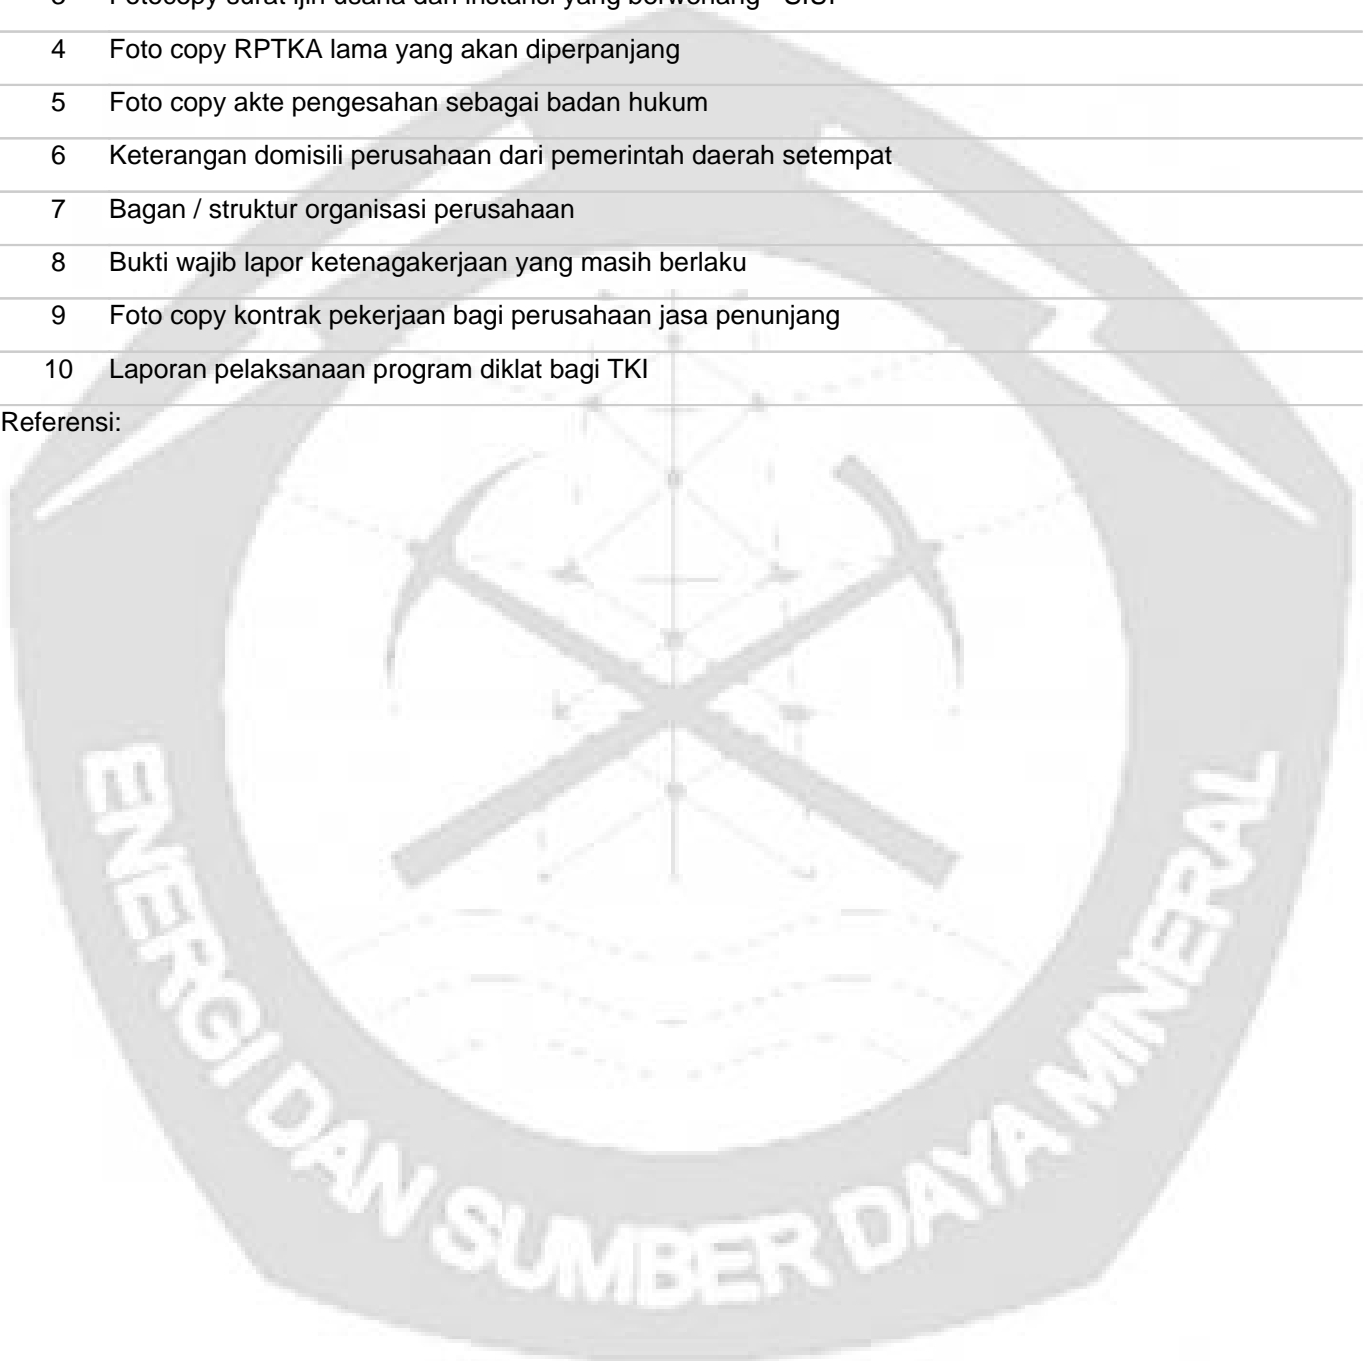 4 Foto copy RPTKA lama yang akan diperpanjang
5 Foto copy akte pengesahan sebagai badan hukum
6 Keterangan domisili perusahaan dari pemerintah daerah setempat
7 Bagan / struktur organisasi perusahaan
8 Bukti wajib lapor ketenagakerjaan yang masih berlaku
9 Foto copy kontrak pekerjaan bagi perusahaan jasa penunjang
10 Laporan pelaksanaan program diklat bagi TKI
Referensi:
ENERGI DAN SUMBER DAYA MINERAL